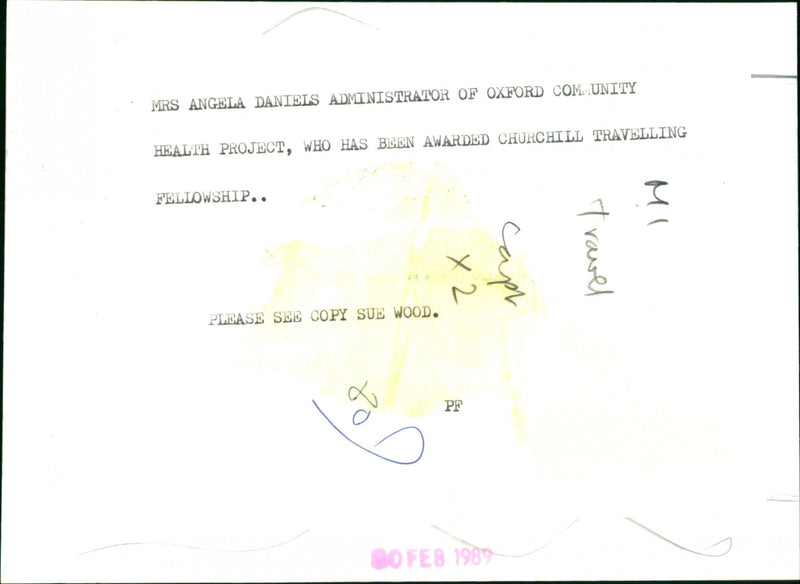 MRS ANGELA DANIELS ADMINISTRATOR OF OXFORD COMMUNITY
HEALTH PROJECT, WHO HAS BEEN AWARDED CHURCHILL TRAVELLING
FELLOWSHIP..
M1
Travel
capt
x2
PLEASE SEE COPY SUE WOOD.
PF
FEB 1989